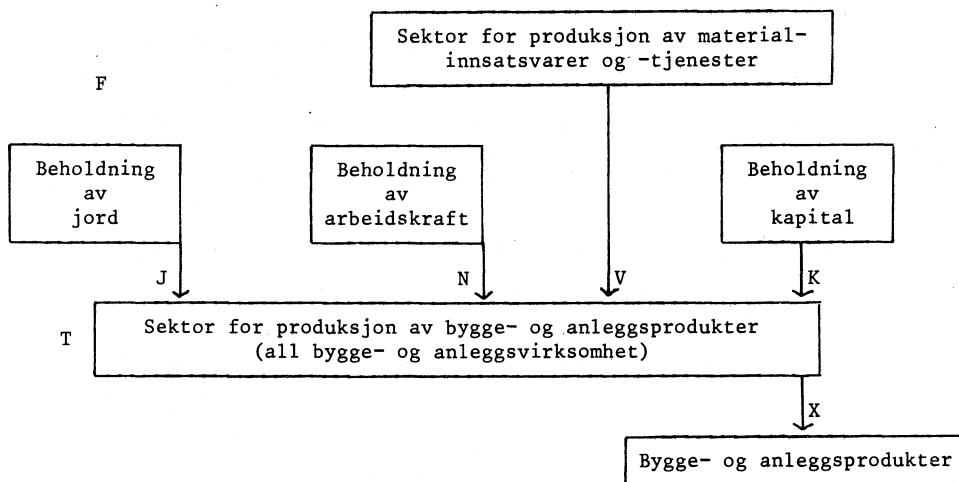 Sektor for produksjon av material-
innsatsvarer og -tjenester
F
Beholdning
av
jord
Beholdning
av
arbeidskraft
Beholdning
av
kapital
J
N
V
K
T
Sektor for produksjon av bygge- og anleggsprodukter
(all bygge- og anleggsvirksomhet)
X
Bygge- og anleggsprodukter